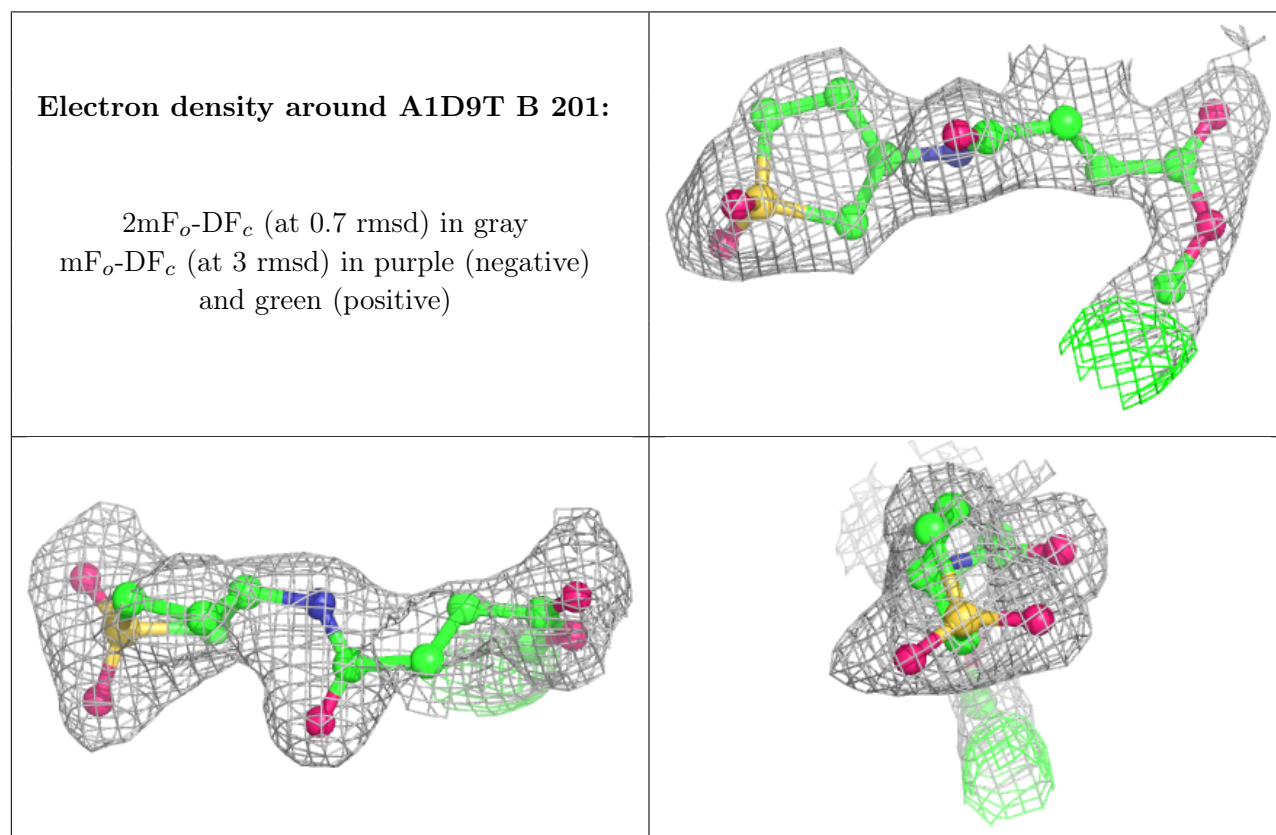 Electron density around A1D9T B 201:
2mFo-DFc (at 0.7 rmsd) in gray
mFo-DFc (at 3 rmsd) in purple (negative)
and green (positive)